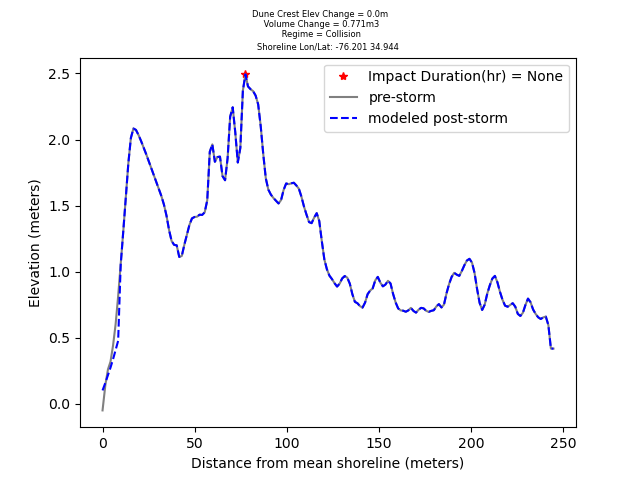 Dune Crest Elev Change = 0.0m
Volume Change = 0.771m3
Regime = Collision
Shoreline Lon/Lat: -76.201 34.944
Impact Duration(hr) = None
pre-storm
modeled post-storm
Elevation (meters)
2.5
2.0
1.5
1.0
0.5
0.0
0 50 100 150 200 250
Distance from mean shoreline (meters)